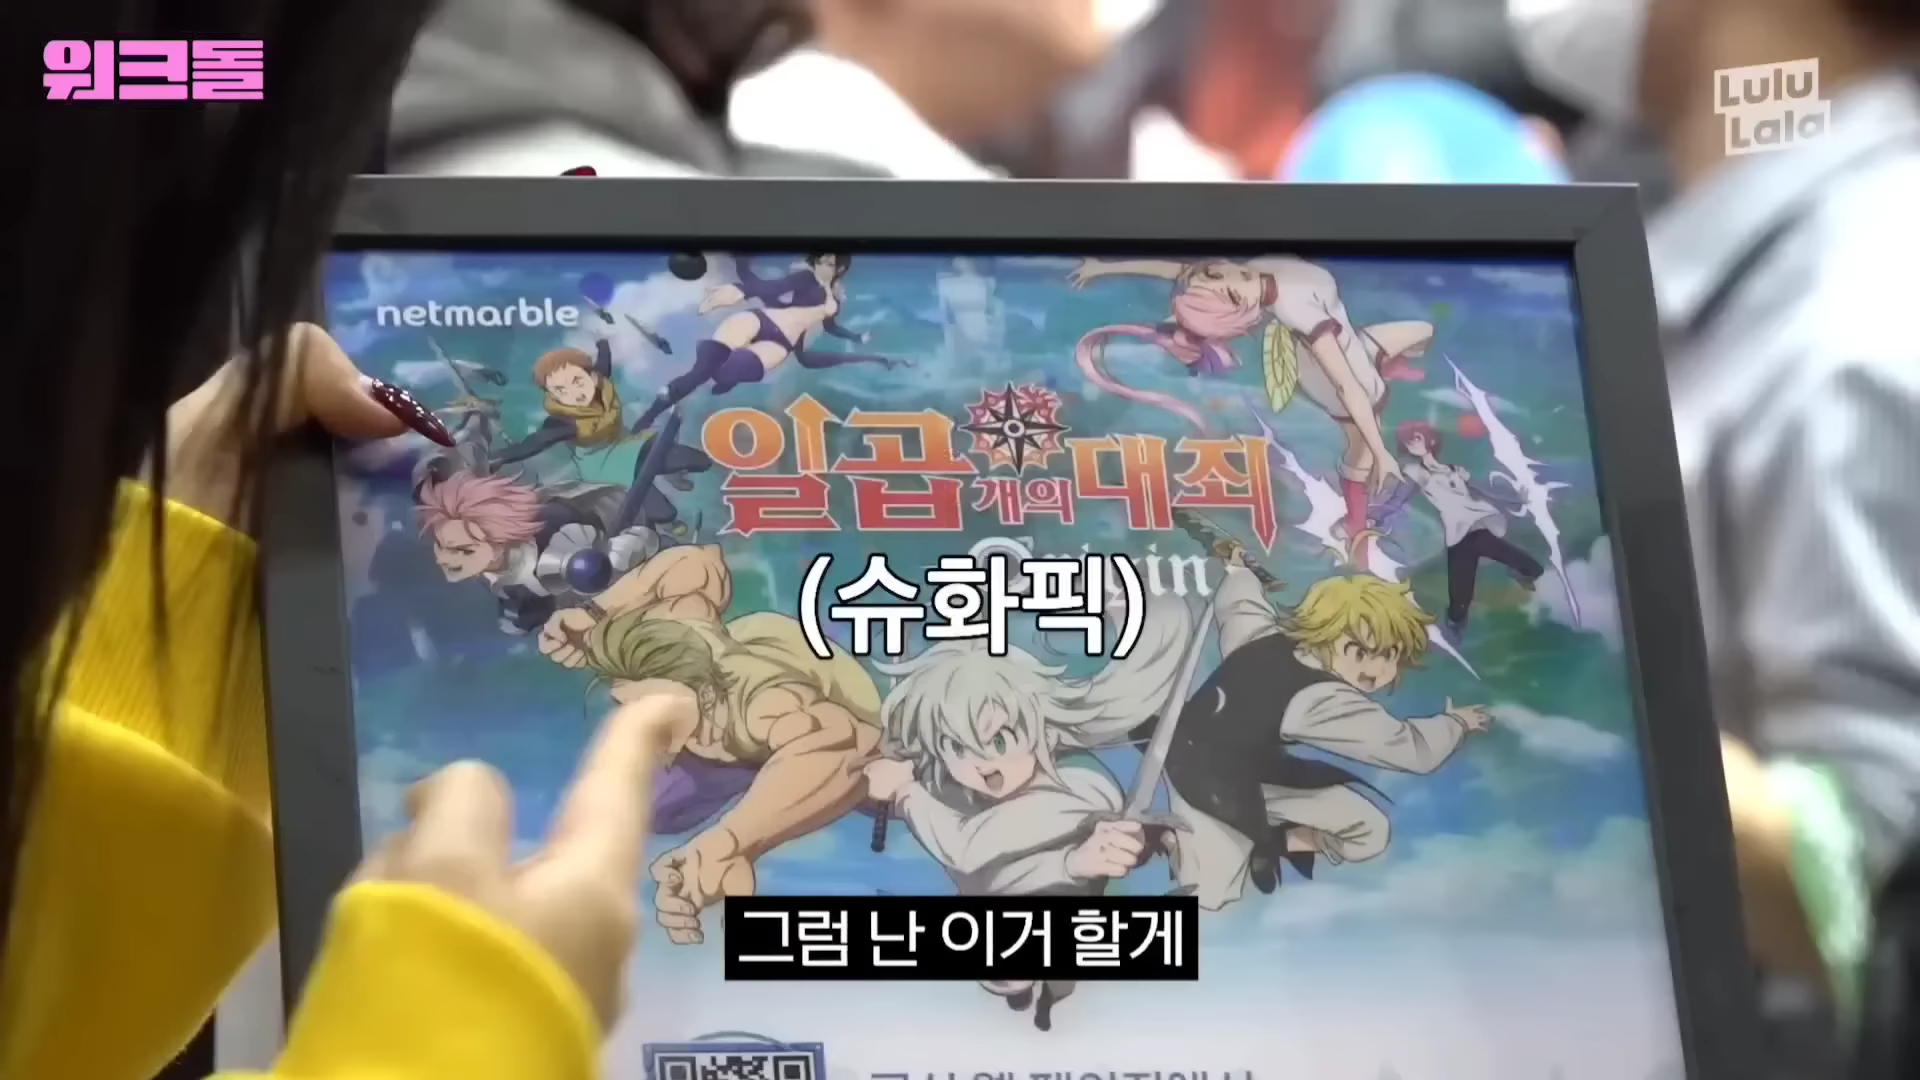 워크돌
Lulu
Lala
netmarble
일곱개의대죄
(슈화픽)
그럼 난 이거 할게